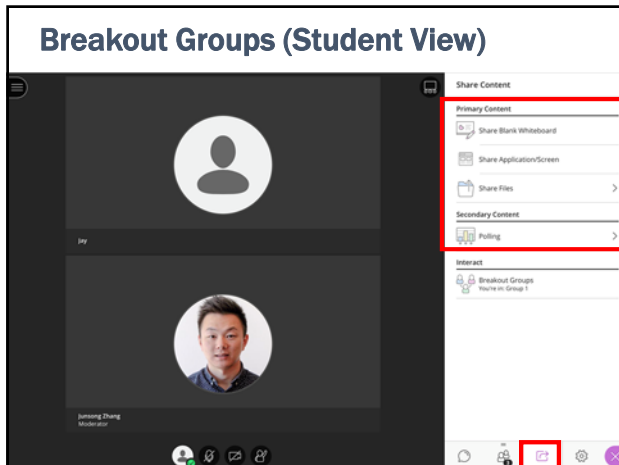 Breakout Groups (Student View)
Share Content
Primary Content
Share Blank Whiteboard
Share Application/Screen
Share Files
Secondary Content
Polling
Interact
Breakout Groups
You're in: Group 1
Jay
Junsong Zhang
Moderator